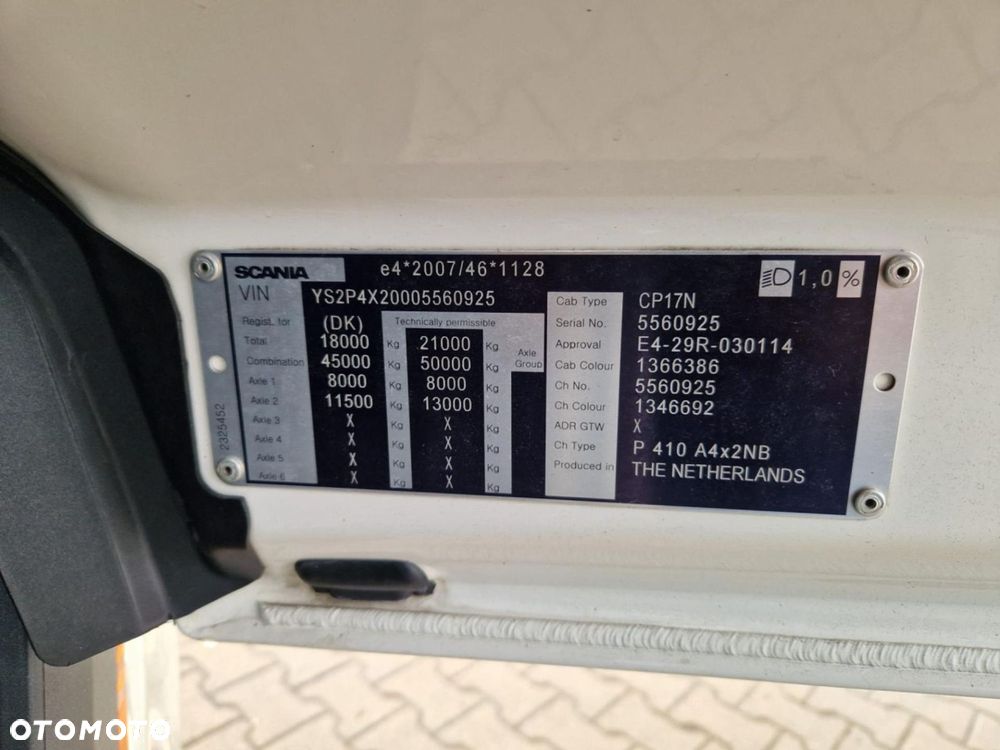 SCANIA e4*2007/46*1128 1,0 %
VIN YS2P4X20005560925
Regist. for (DK) Technically permissible
Total 18000 Kg 21000 Kg Axle Group
Combination 45000 Kg 50000 Kg
Axle 1 8000 Kg 8000 Kg
Axle 2 11500 Kg 13000 Kg
Axle 3 X Kg X Kg
Axle 4 X Kg X Kg
Axle 5 X Kg X Kg
Axle 6 X Kg X Kg
Cab Type CP17N
Serial No. 5560925
Approval E4-29R-030114
Cab Colour 1366386
Ch No. 5560925
Ch Colour 1346692
ADR GTW X
Ch Type P 410 A4x2NB
Produced in THE NETHERLANDS
2325452
OTOMOTO